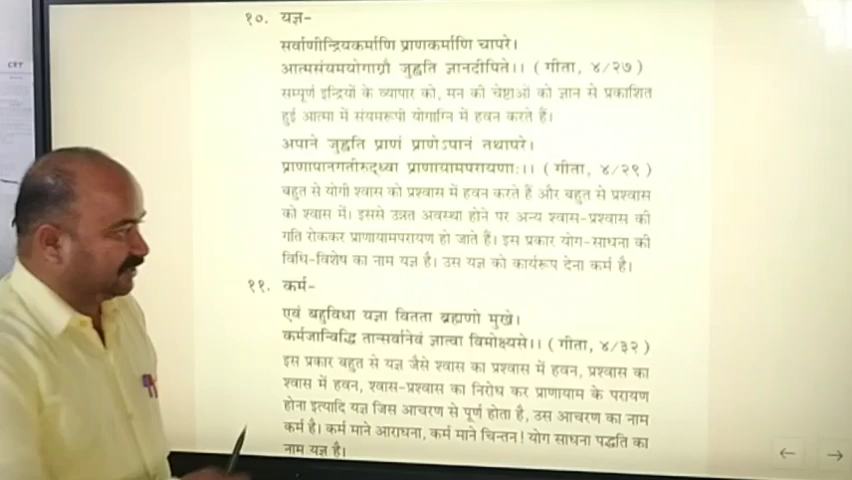 CRT
१०. यज्ञ-
सर्वाणीन्द्रियकर्माणि प्राणकर्माणि चापरे।
आत्मसंयमयोगाग्नौ जुह्वति ज्ञानदीपिते।। ( गीता, ४/२७)
सम्पूर्ण इन्द्रियों के व्यापार को, मन की चेष्टाओं को ज्ञान से प्रकाशित
हुई आत्मा में संयमरूपी योगाग्नि में हवन करते हैं।
अपाने जुह्वति प्राणं प्राणेऽपानं तथापरे।
प्राणापानगतीरुद्ध्वा प्राणायामपरायणाः।। ( गीता, ४/२९)
बहुत से योगी श्वास को प्रश्वास में हवन करते हैं और बहुत से प्रश्वास
को श्वास में। इससे उन्नत अवस्था होने पर अन्य श्वास-प्रश्वास की
गति रोककर प्राणायामपरायण हो जाते हैं। इस प्रकार योग-साधना की
विधि-विशेष का नाम यज्ञ है। उस यज्ञ को कार्यरूप देना कर्म है।
११. कर्म-
एवं बहुविधा यज्ञा वितता ब्रह्मणो मुखे।
कर्मजान्विद्धि तान्सर्वानेवं ज्ञात्वा विमोक्ष्यसे।। ( गीता, ४/३२)
इस प्रकार बहुत से यज्ञ जैसे श्वास का प्रश्वास में हवन, प्रश्वास का
श्वास में हवन, श्वास-प्रश्वास का निरोध कर प्राणायाम के परायण
होना इत्यादि यज्ञ जिस आचरण से पूर्ण होता है, उस आचरण का नाम
कर्म है। कर्म माने आराधना, कर्म माने चिन्तन! योग साधना पद्धति का
नाम यज्ञ है।